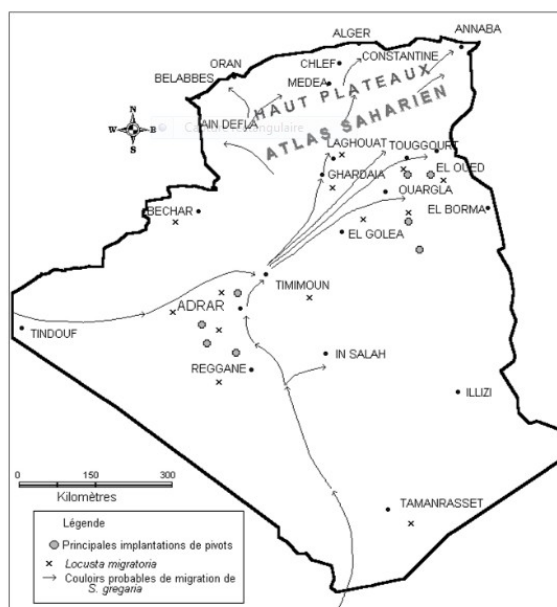 ALGER
ANNABA
ORAN
CHLEF
CONSTANTINE
BELABBES
MEDEA
HAUT PLATEAUX
N
W
S
AIN DEFLA
ATLAS SAHARIEN
LAGHOUAT
TOUGGOURT
GHARDAIA
EL OUED
OUARGLA
BECHAR
EL BORMA
EL GOLEA
TIMIMOUN
ADRAR
TINDOUF
IN SALAH
REGGANE
ILLIZI
0 150 300
Kilomètres
TAMANRASSET
Légende
Principales implantations de pivots
Locusta migratoria
Couloirs probables de migration de
S. gregaria